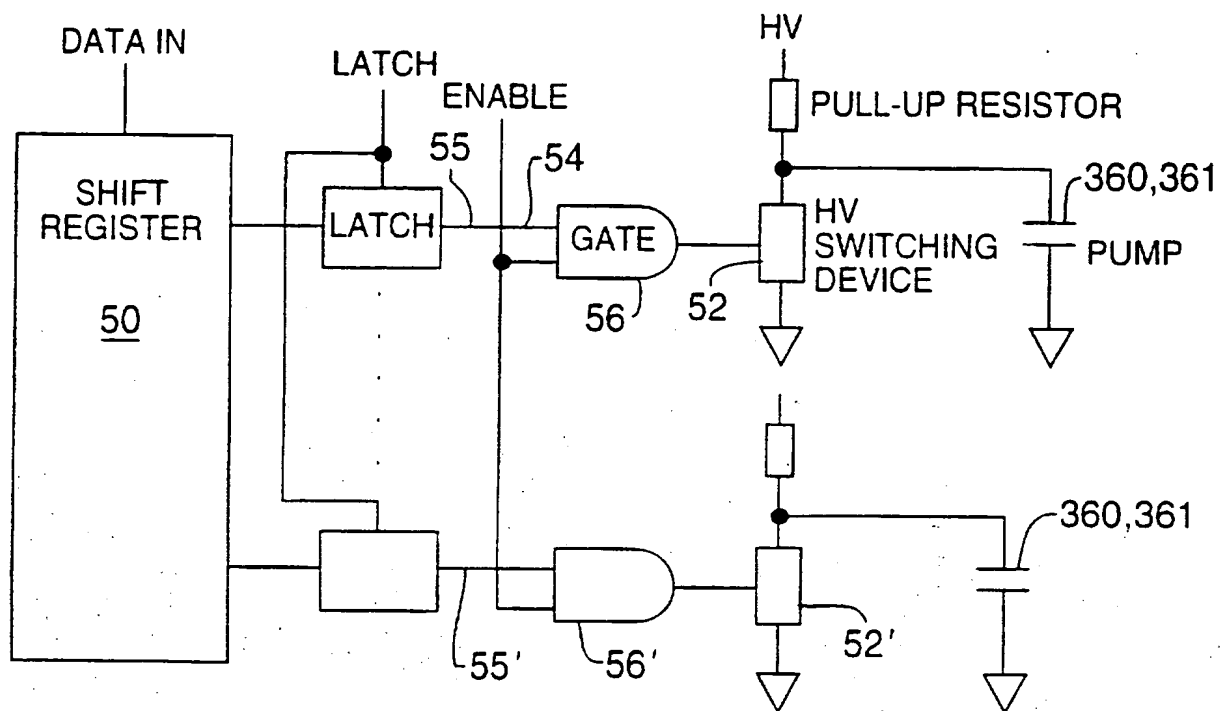 DATA IN
LATCH
ENABLE
HV
PULL-UP RESISTOR
SHIFT
REGISTER
50
LATCH
55
54
GATE
56
HV
SWITCHING
DEVICE
52
360,361
PUMP
55'
56'
52'
360,361